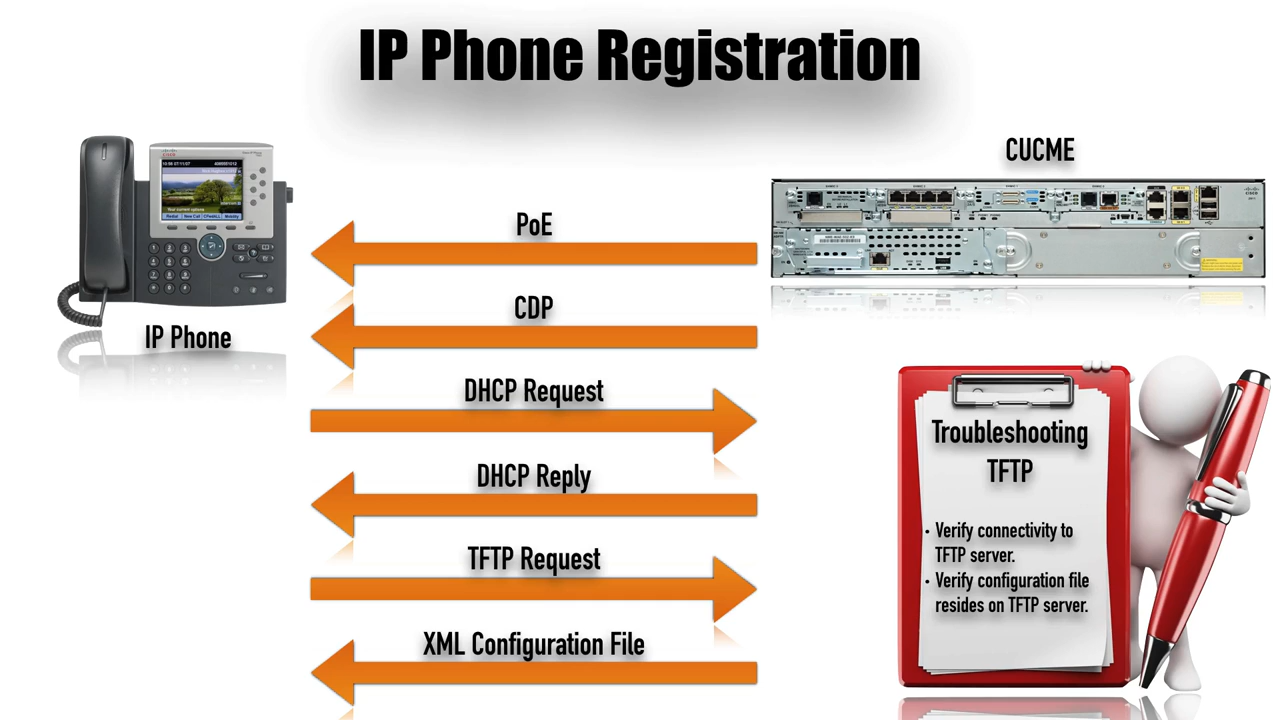 IP Phone Registration
CUCME
PoE
CDP
IP Phone
DHCP Request
DHCP Reply
TFTP Request
XML Configuration File
Troubleshooting
TFTP
• Verify connectivity to
TFTP server.
• Verify configuration file
resides on TFTP server.